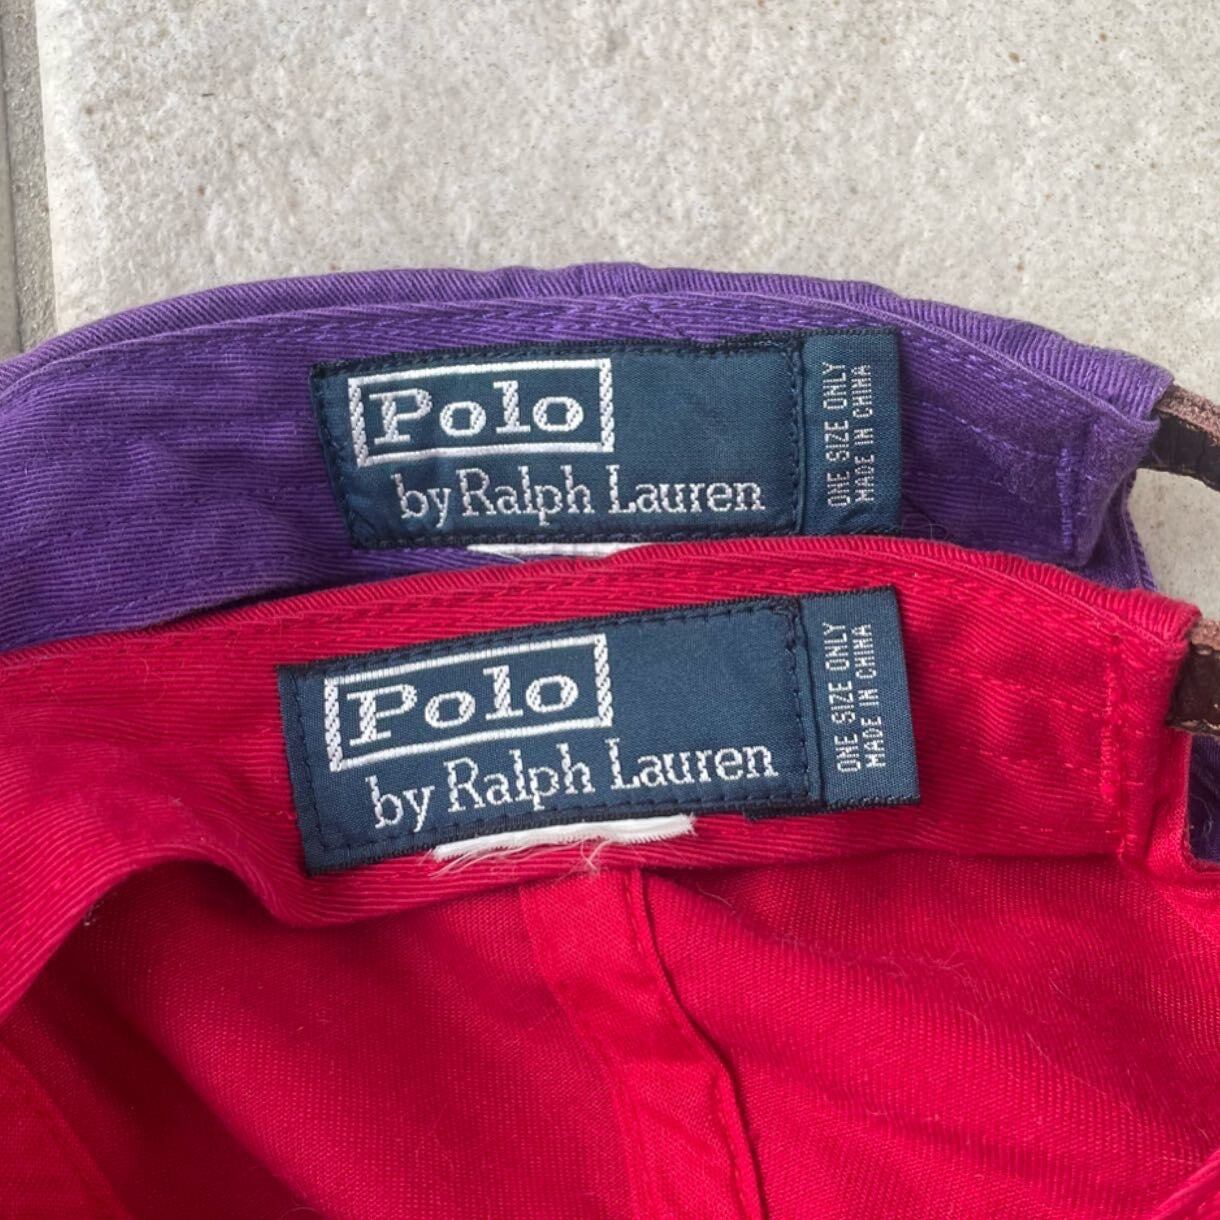 Polo
by Ralph Lauren
ONE SIZE ONLY
MADE IN CHINA
Polo
by Ralph Lauren
ONE SIZE ONLY
MADE IN CHINA